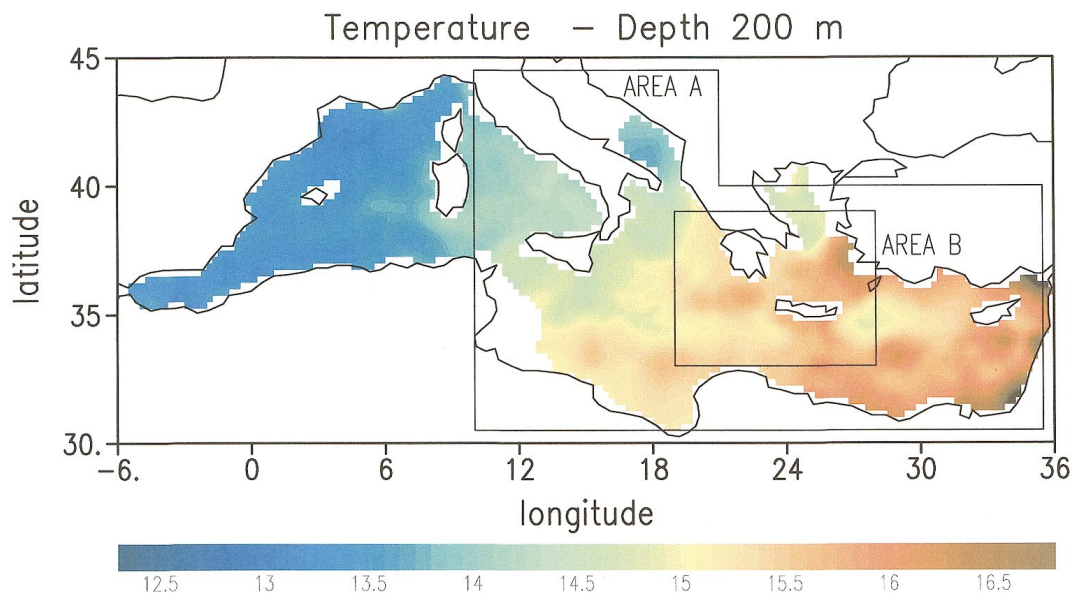 Temperature – Depth 200 m
45
40
35
30.
latitude
AREA A
AREA B
-6. 0 6 12 18 24 30 36
longitude
12.5 13 13.5 14 14.5 15 15.5 16 16.5